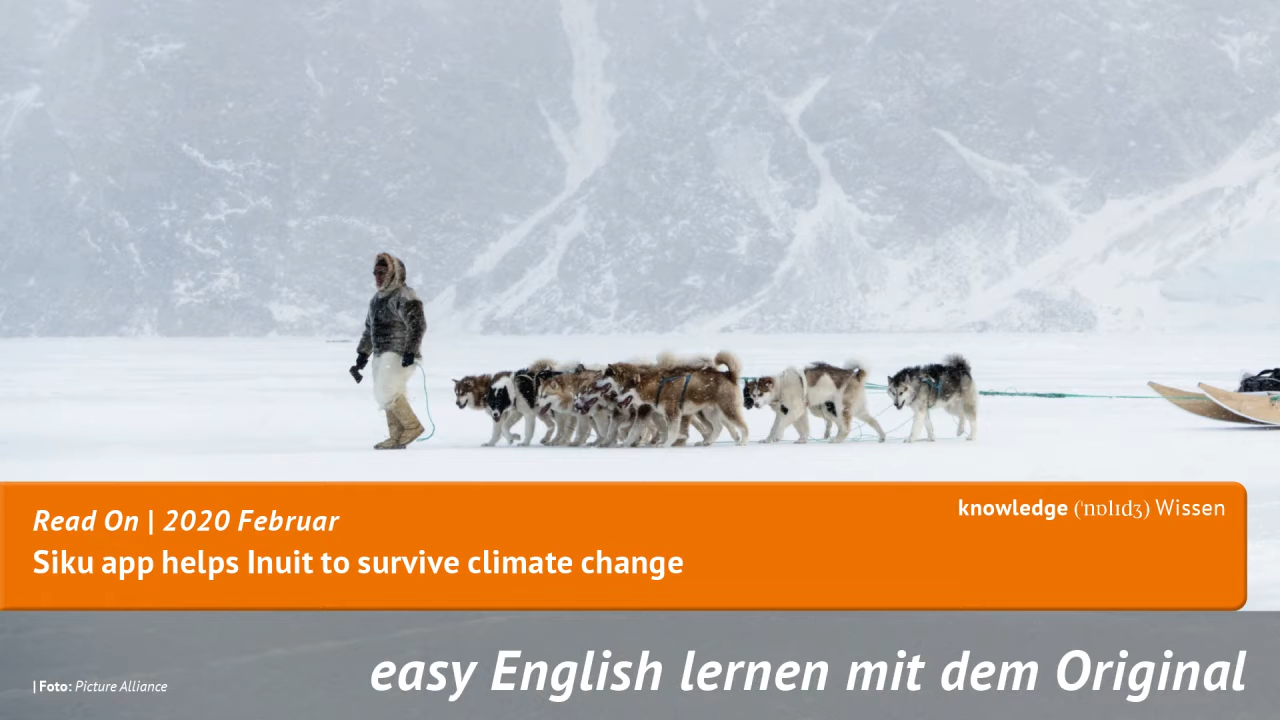 Read On | 2020 Februar
knowledge ('nɒlɪdʒ) Wissen
Siku app helps Inuit to survive climate change
easy English lernen mit dem Original
| Foto: Picture Alliance